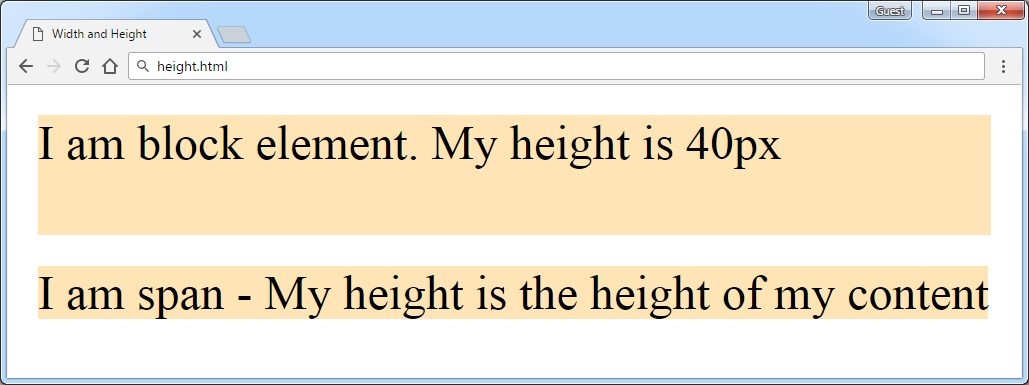 Guest
Width and Height
height.html
I am block element. My height is 40px
I am span - My height is the height of my content